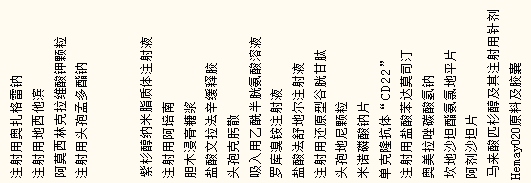 注射用奥扎格雷钠
注射用地西他滨
阿莫西林克拉维酸钾颗粒
注射用头孢孟多酯钠
紫杉醇纳米脂质体注射液
注射用阿培南
胆木浸膏糖浆
盐酸文拉法辛缓释胶
头孢克肟散
吸入用乙酰半胱氨酸溶液
罗库溴铵注射液
盐酸法舒地尔注射液
注射用还原型谷胱甘肽
头孢地尼颗粒
米诺磷酸钠片
单克隆抗体“CD22”
注射用盐酸苯达莫司汀
奥美拉唑碳酸氢钠
坎地沙坦酯氨氯地平片
阿利沙坦片
马来酸匹杉醇及其注射用针剂
Henay020原料及胶囊